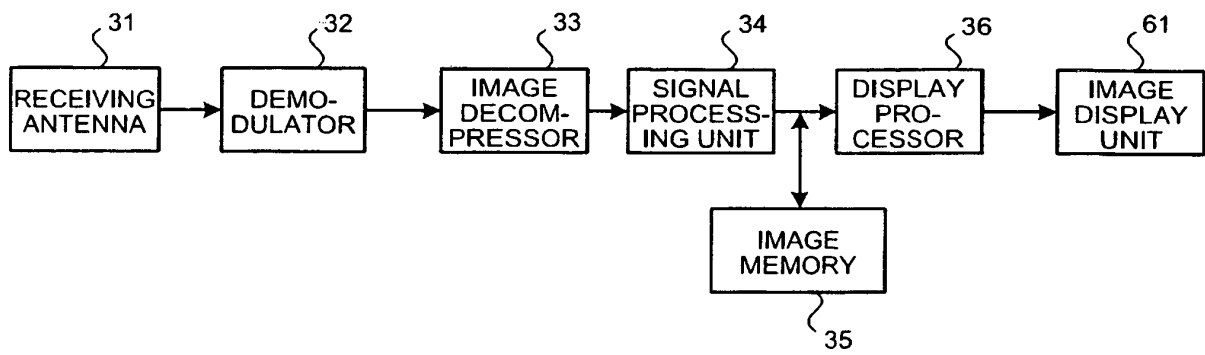 31
32
33
34
36
61
RECEIVING
ANTENNA
DEMO-
DULATOR
IMAGE
DECOM-
PRESSOR
SIGNAL
PROCESS-
ING UNIT
DISPLAY
PRO-
CESSOR
IMAGE
DISPLAY
UNIT
IMAGE
MEMORY
35